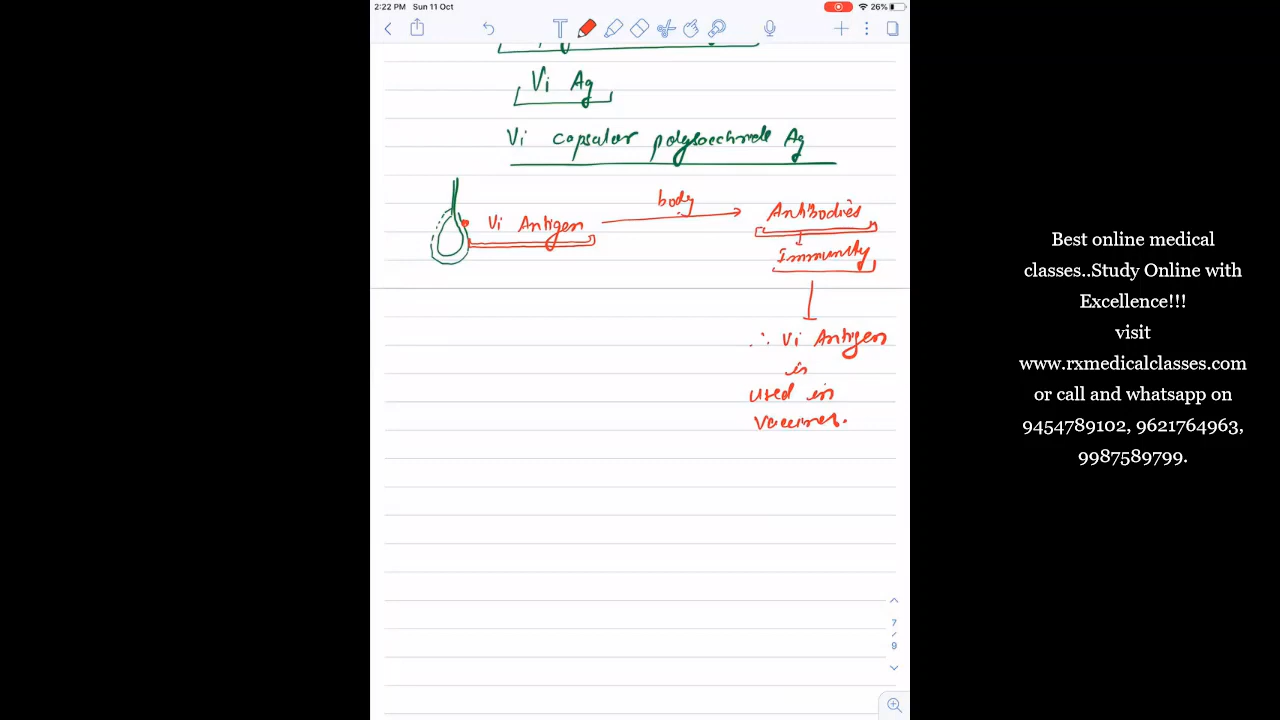 2:22 PM Sun 11 Oct
26%
Vi Ag
Vi capsular polysaccharide Ag
Vi Antigen
body
Antibodies
Immunity
∴ Vi Antigen
is
used in
Vaccines.
7
9
Best online medical
classes..Study Online with
Excellence!!!
visit
www.rxmedicalclasses.com
or call and whatsapp on
9454789102, 9621764963,
9987589799.